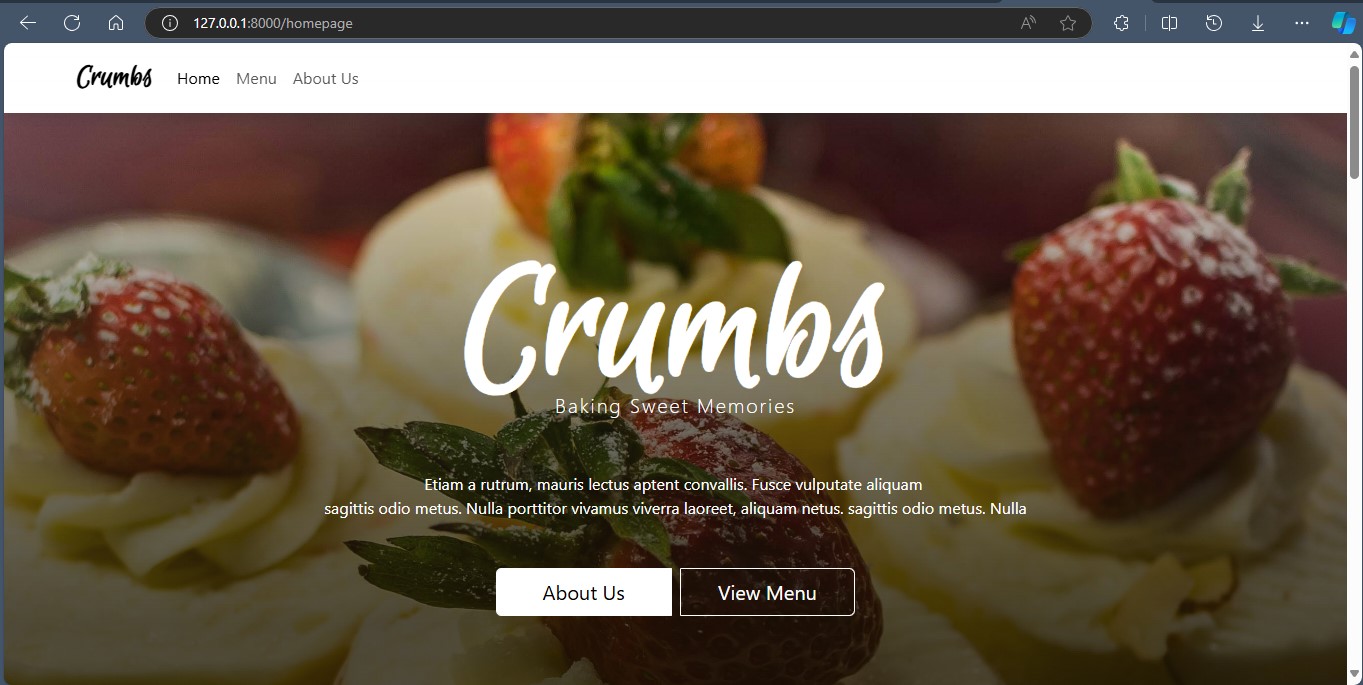 127.0.0.1:8000/homepage
Crumbs Home Menu About Us
Crumbs
Baking Sweet Memories
Etiam a rutrum, mauris lectus aptent convallis. Fusce vulputate aliquam
sagittis odio metus. Nulla porttitor vivamus viverra laoreet, aliquam netus. sagittis odio metus. Nulla
About Us View Menu